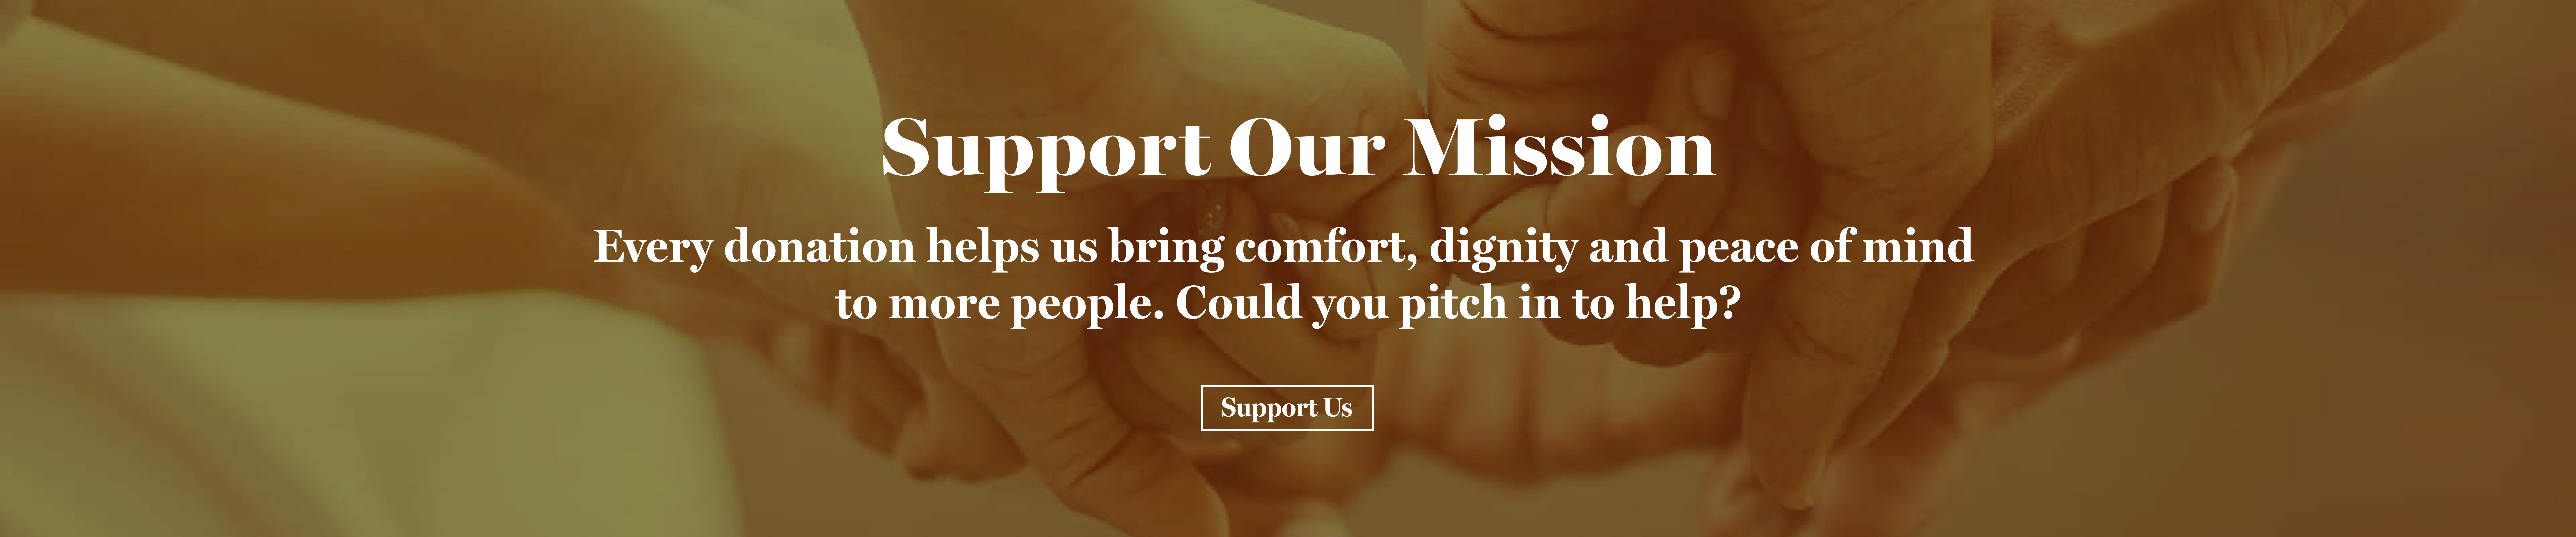 Support Our Mission
Every donation helps us bring comfort, dignity and peace of mind
to more people. Could you pitch in to help?
Support Us